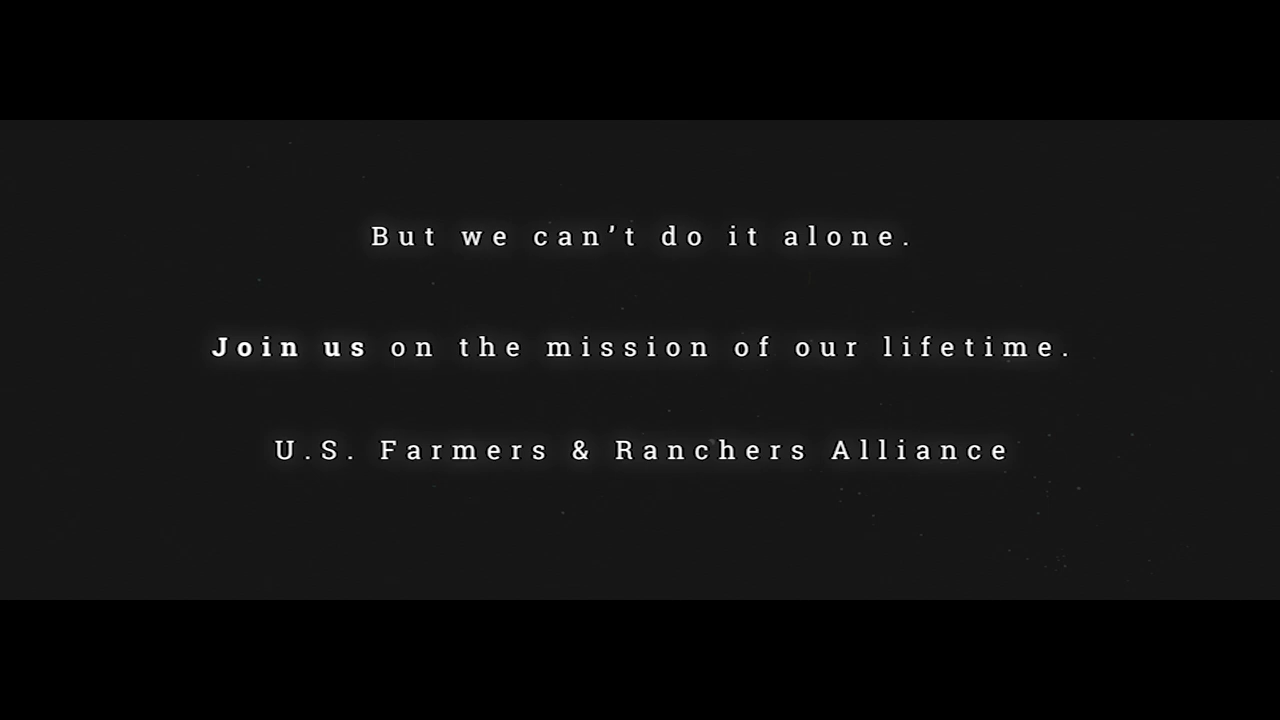 But we can’t do it alone.
Join us on the mission of our lifetime.
U.S. Farmers & Ranchers Alliance